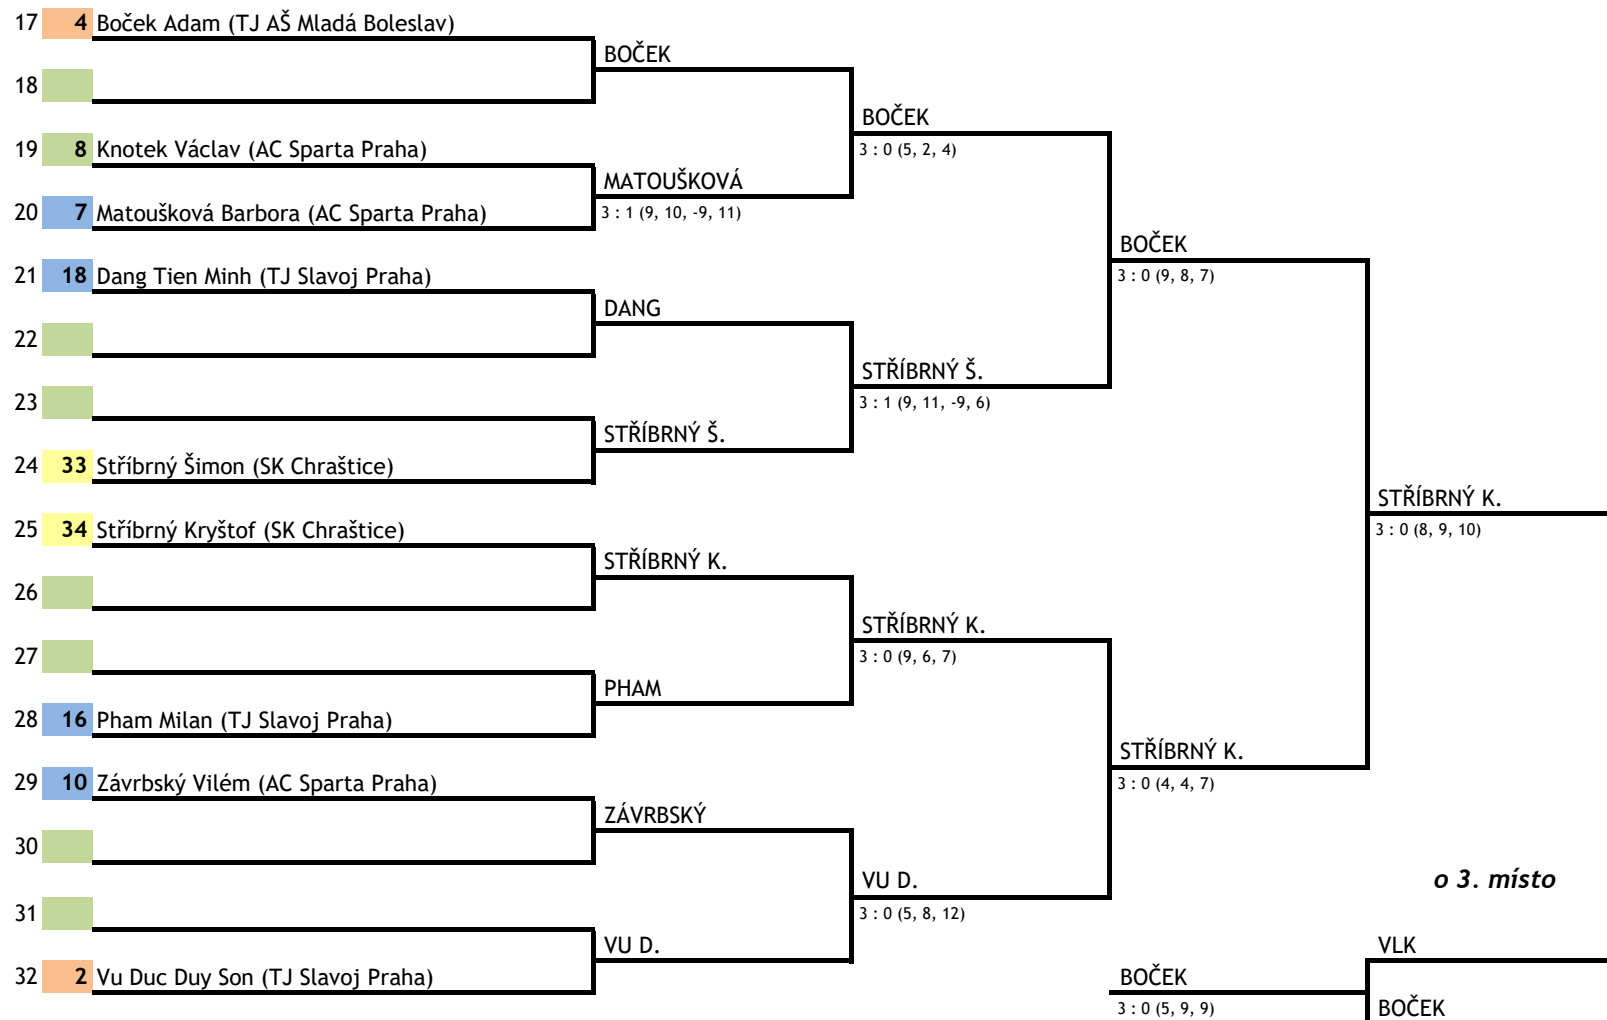 17 4 Boček Adam (TJ AŠ Mladá Boleslav)
BOČEK
18
BOČEK
19 8 Knotek Václav (AC Sparta Praha)
3 : 0 (5, 2, 4)
MATOUŠKOVÁ
20 7 Matoušková Barbora (AC Sparta Praha)
3 : 1 (9, 10, -9, 11)
BOČEK
21 18 Dang Tien Minh (TJ Slavoj Praha)
3 : 0 (9, 8, 7)
DANG
22
STŘÍBRNÝ Š.
23
3 : 1 (9, 11, -9, 6)
STŘÍBRNÝ Š.
24 33 Stříbrný Šimon (SK Chraštice)
STŘÍBRNÝ K.
25 34 Stříbrný Kryštof (SK Chraštice)
3 : 0 (8, 9, 10)
STŘÍBRNÝ K.
26
STŘÍBRNÝ K.
27
3 : 0 (9, 6, 7)
PHAM
28 16 Pham Milan (TJ Slavoj Praha)
STŘÍBRNÝ K.
29 10 Závrbský Vilém (AC Sparta Praha)
3 : 0 (4, 4, 7)
ZÁVRBSKÝ
30
VU D.
o 3. místo
31
3 : 0 (5, 8, 12)
VU D.
VLK
32 2 Vu Duc Duy Son (TJ Slavoj Praha)
BOČEK
3 : 0 (5, 9, 9)
BOČEK